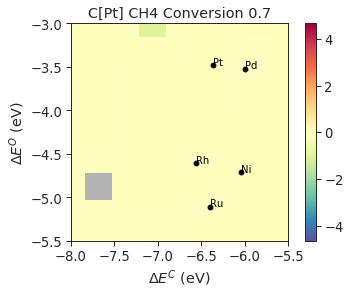 C[Pt] CH4 Conversion 0.7
−3.0
−3.5
−4.0
−4.5
−5.0
−5.5
ΔE^O (eV)
Pt
Pd
Rh
Ni
Ru
−8.0 −7.5 −7.0 −6.5 −6.0 −5.5
ΔE^C (eV)
4
2
0
−2
−4